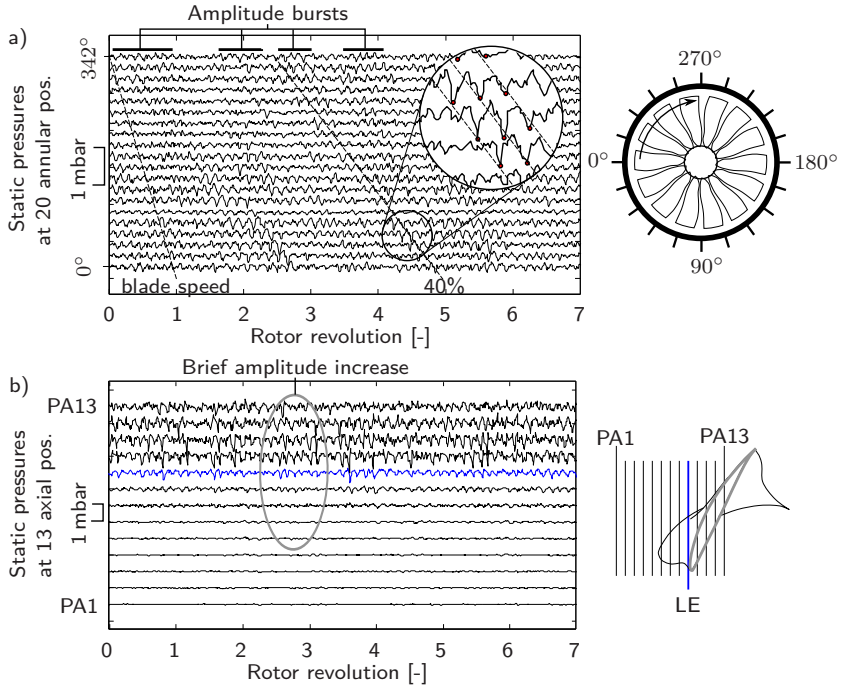 Amplitude bursts
a)
342°
0°
Static pressures
at 20 annular pos.
1 mbar
blade speed
40%
0 1 2 3 4 5 6 7
Rotor revolution [-]
270°
0°
180°
90°
Brief amplitude increase
b)
PA13
PA1
Static pressures
at 13 axial pos.
1 mbar
0 1 2 3 4 5 6 7
Rotor revolution [-]
PA1
PA13
LE